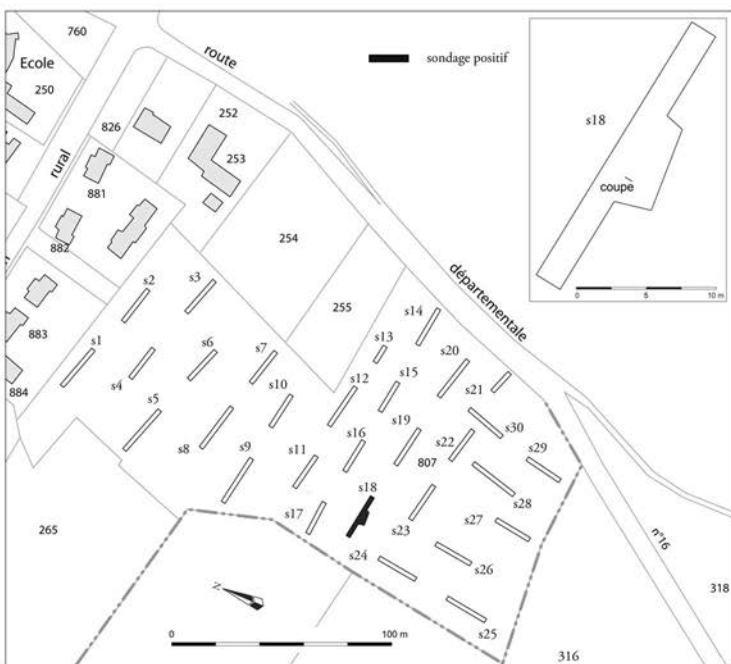 760
Ecole
250
route
rural
sondage positif
s18
coupe
0 5 10 m
826
252
253
881
882
883
884
254
255
départementale
s1
s2
s3
s4
s5
s6
s7
s8
s9
s10
s11
s12
s13
s14
s15
s16
s17
s18
s19
s20
s21
s22
s23
s24
s25
s26
s27
s28
s29
s30
807
265
N
n°16
318
316
0 100 m